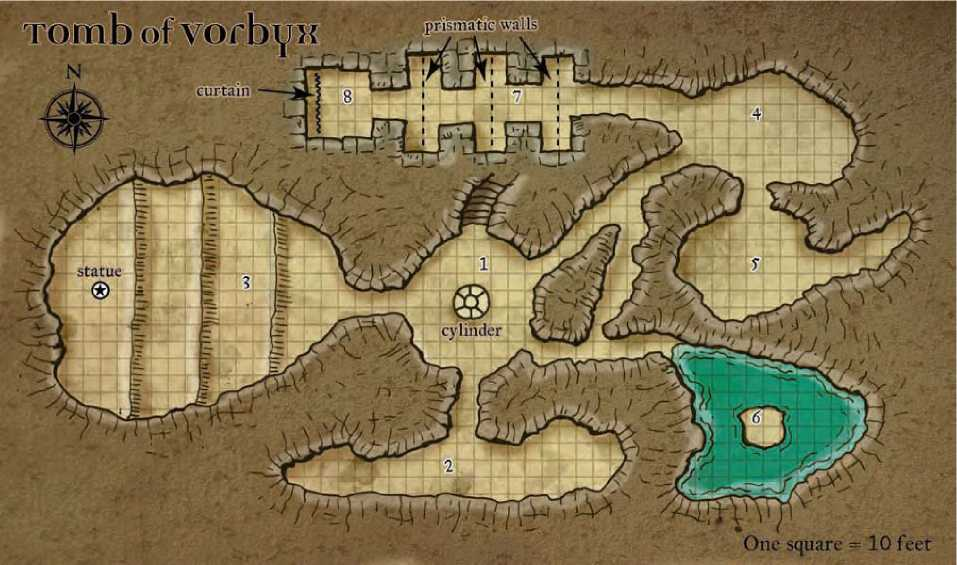 Tomb of Vorbyx
prismatic walls
N
curtain
8
7
4
statue
3
1
5
cylinder
6
2
One square = 10 feet